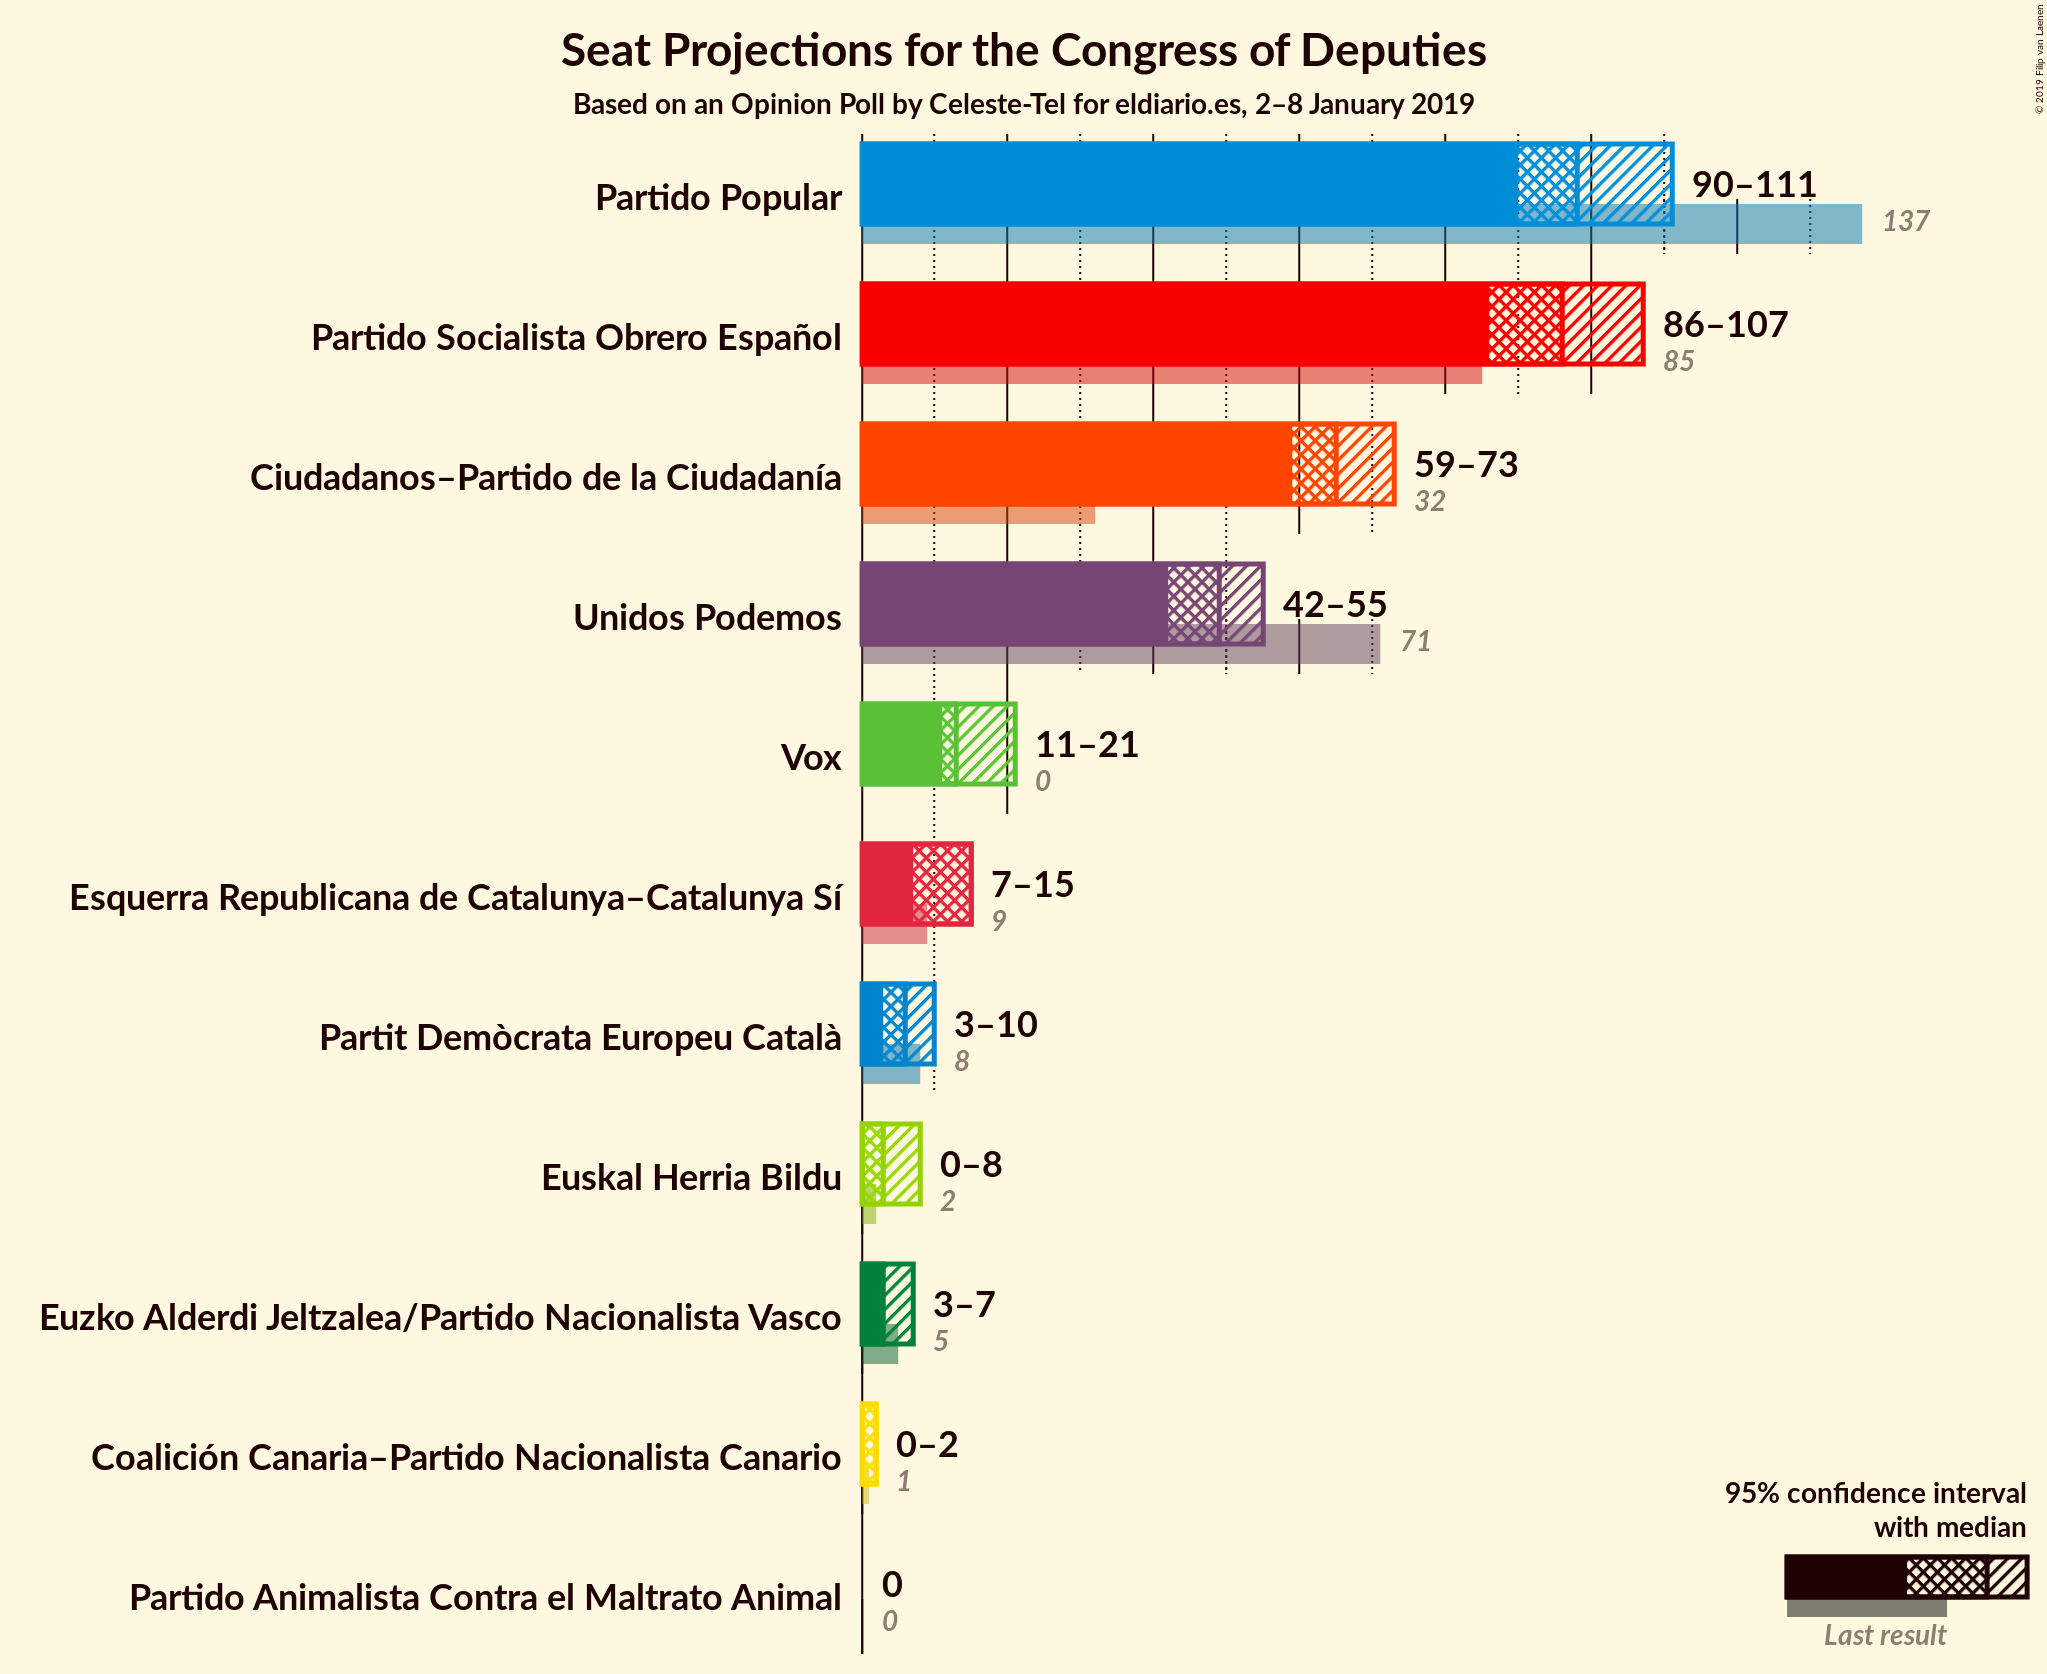 Seat Projections for the Congress of Deputies
Based on an Opinion Poll by Celeste-Tel for eldiario.es, 2–8 January 2019
© 2019 Filip van Laenen
Partido Popular
90–111
137
Partido Socialista Obrero Español
86–107
85
Ciudadanos–Partido de la Ciudadanía
59–73
32
Unidos Podemos
42–55
71
Vox
11–21
0
Esquerra Republicana de Catalunya–Catalunya Sí
7–15
9
Partit Demòcrata Europeu Català
3–10
8
Euskal Herria Bildu
0–8
2
Euzko Alderdi Jeltzalea/Partido Nacionalista Vasco
3–7
5
Coalición Canaria–Partido Nacionalista Canario
0–2
1
Partido Animalista Contra el Maltrato Animal
0
0
95% confidence interval
with median
Last result